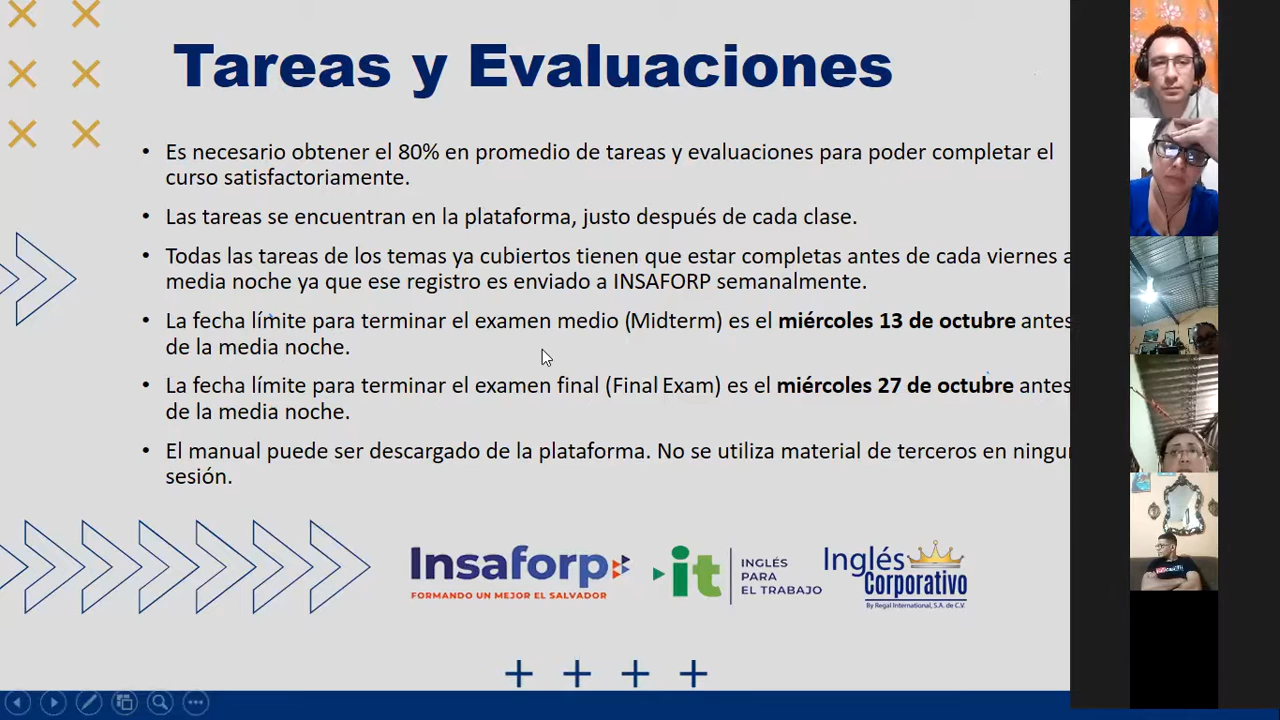 Tareas y Evaluaciones
• Es necesario obtener el 80% en promedio de tareas y evaluaciones para poder completar el
curso satisfactoriamente.
• Las tareas se encuentran en la plataforma, justo después de cada clase.
• Todas las tareas de los temas ya cubiertos tienen que estar completas antes de cada viernes a
media noche ya que ese registro es enviado a INSAFORP semanalmente.
• La fecha límite para terminar el examen medio (Midterm) es el miércoles 13 de octubre antes
de la media noche.
• La fecha límite para terminar el examen final (Final Exam) es el miércoles 27 de octubre antes
de la media noche.
• El manual puede ser descargado de la plataforma. No se utiliza material de terceros en ningu
sesión.
Insaforp
FORMANDO UN MEJOR EL SALVADOR
it
INGLÉS
PARA
EL TRABAJO
Inglés
Corporativo
By Regal International, S.A. de C.V.